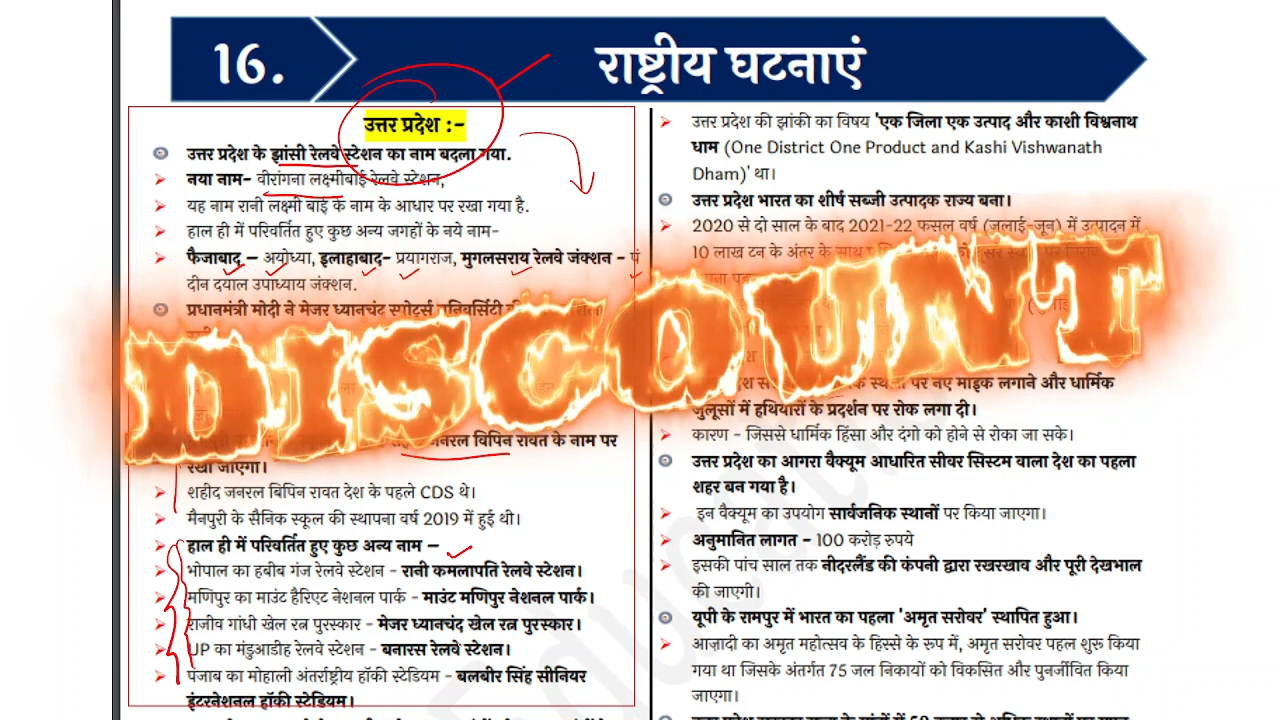 16.
राष्ट्रीय घटनाएं
उत्तर प्रदेश :-
उत्तर प्रदेश के झांसी रेलवे स्टेशन का नाम बदला गया.
नया नाम- वीरांगना लक्ष्मीबाई रेलवे स्टेशन,
यह नाम रानी लक्ष्मी बाई के नाम के आधार पर रखा गया है.
हाल ही में परिवर्तित हुए कुछ अन्य जगहों के नये नाम-
फैजाबाद – अयोध्या, इलाहाबाद- प्रयागराज, मुगलसराय रेलवे जंक्शन - पं
दीन दयाल उपाध्याय जंक्शन.
प्रधानमंत्री मोदी ने मेजर ध्यानचंट स्पोर्ट्स
जनरल विपिन रावत के नाम पर
रखा जाएगा।
शहीद जनरल बिपिन रावत देश के पहले CDS थे।
मैनपुरी के सैनिक स्कूल की स्थापना वर्ष 2019 में हुई थी।
हाल ही में परिवर्तित हुए कुछ अन्य नाम –
भोपाल का हबीब गंज रेलवे स्टेशन - रानी कमलापति रेलवे स्टेशन।
मणिपुर का माउंट हैरिएट नेशनल पार्क - माउंट मणिपुर नेशनल पार्क।
राजीव गांधी खेल रत्न पुरस्कार - मेजर ध्यानचंद खेल रत्न पुरस्कार।
UP का मंडुआडीह रेलवे स्टेशन - बनारस रेलवे स्टेशन।
पंजाब का मोहाली अंतर्राष्ट्रीय हॉकी स्टेडियम - बलबीर सिंह सीनियर
इंटरनेशनल हॉकी स्टेडियम।
उत्तर प्रदेश की झांकी का विषय 'एक जिला एक उत्पाद और काशी विश्वनाथ
धाम (One District One Product and Kashi Vishwanath
Dham)' था।
उत्तर प्रदेश भारत का शीर्ष सब्जी उत्पादक राज्य बना।
2020 से दो साल के बाद 2021-22 फसल वर्ष (जुलाई-जून) में उत्पादन में
10 लाख टन के अंतर के साथ
DISCOUNT
पर नए माइक लगाने और धार्मिक
जुलूसों में हथियारों के प्रदर्शन पर रोक लगा दी।
कारण - जिससे धार्मिक हिंसा और दंगो को होने से रोका जा सके।
उत्तर प्रदेश का आगरा वैक्यूम आधारित सीवर सिस्टम वाला देश का पहला
शहर बन गया है।
इन वैक्यूम का उपयोग सार्वजनिक स्थानों पर किया जाएगा।
अनुमानित लागत - 100 करोड़ रुपये
इसकी पांच साल तक नीदरलैंड की कंपनी द्वारा रखरखाव और पूरी देखभाल
की जाएगी।
यूपी के रामपुर में भारत का पहला 'अमृत सरोवर' स्थापित हुआ।
आज़ादी का अमृत महोत्सव के हिस्से के रूप में, अमृत सरोवर पहल शुरू किया
गया था जिसके अंतर्गत 75 जल निकायों को विकसित और पुनर्जीवित किया
जाएगा।